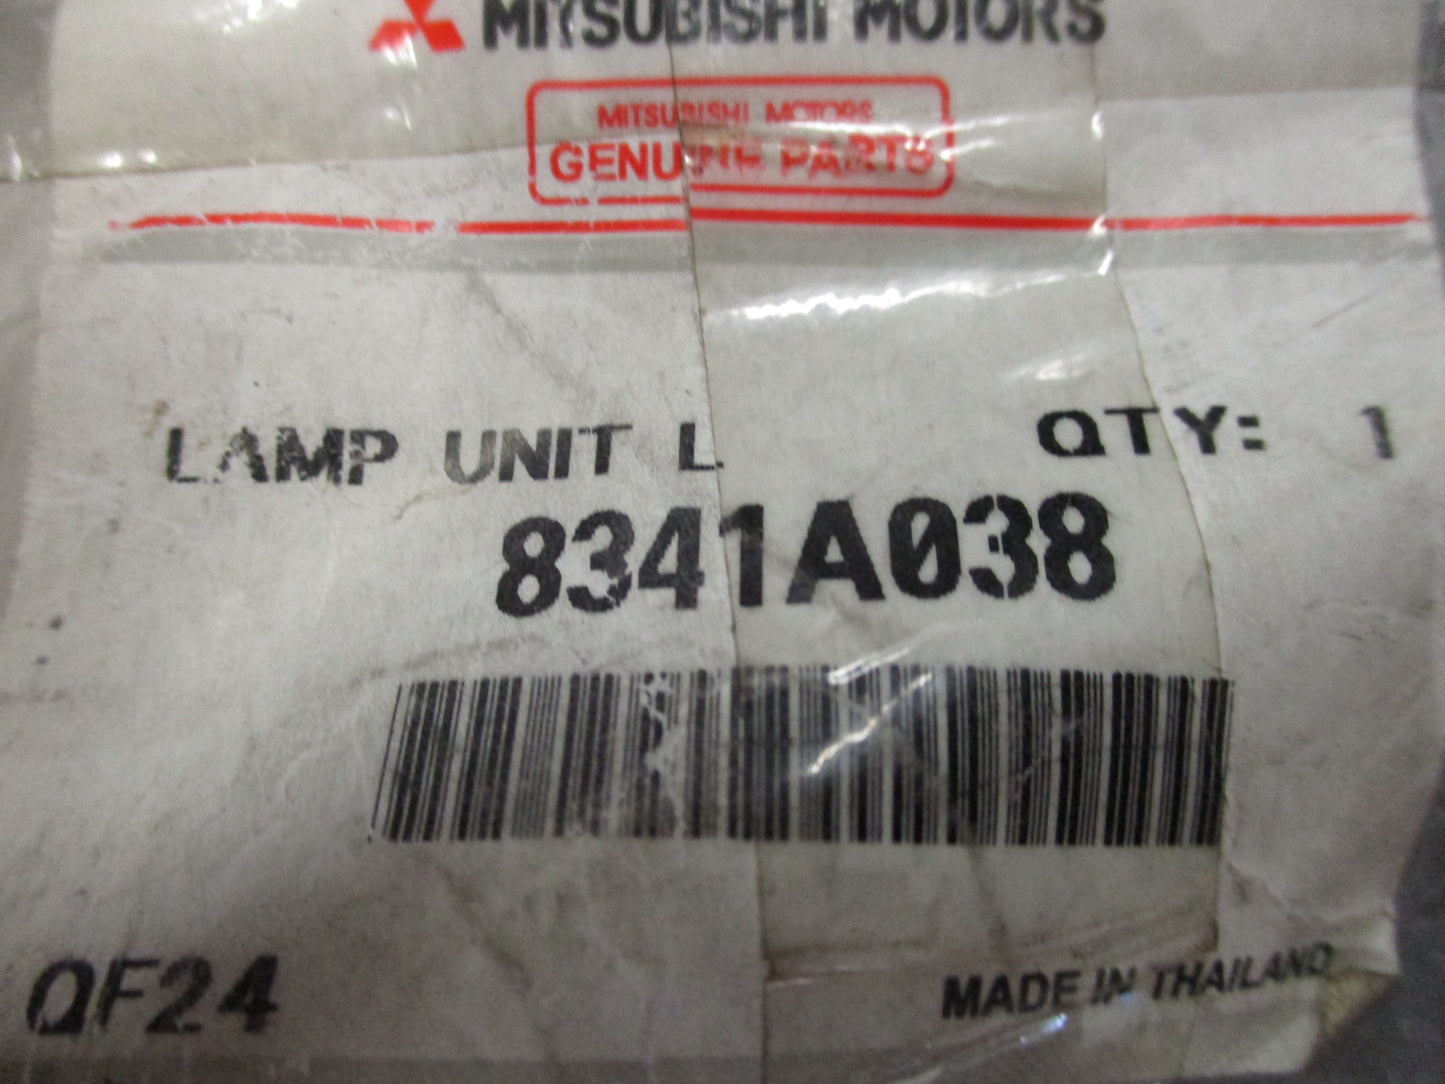 MITSUBISHI MOTORS
MITSUBISHI MOTORS
GENUINE PARTS
LAMP UNIT L QTY: 1
8341A038
QF24 MADE IN THAILAND